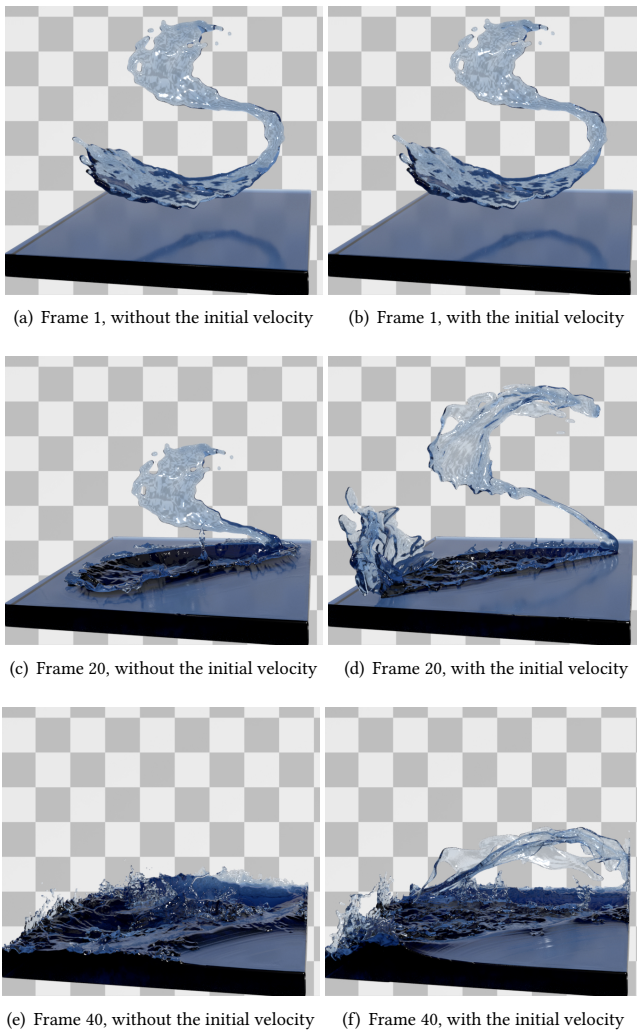 (a) Frame 1, without the initial velocity
(b) Frame 1, with the initial velocity
(c) Frame 20, without the initial velocity
(d) Frame 20, with the initial velocity
(e) Frame 40, without the initial velocity
(f) Frame 40, with the initial velocity